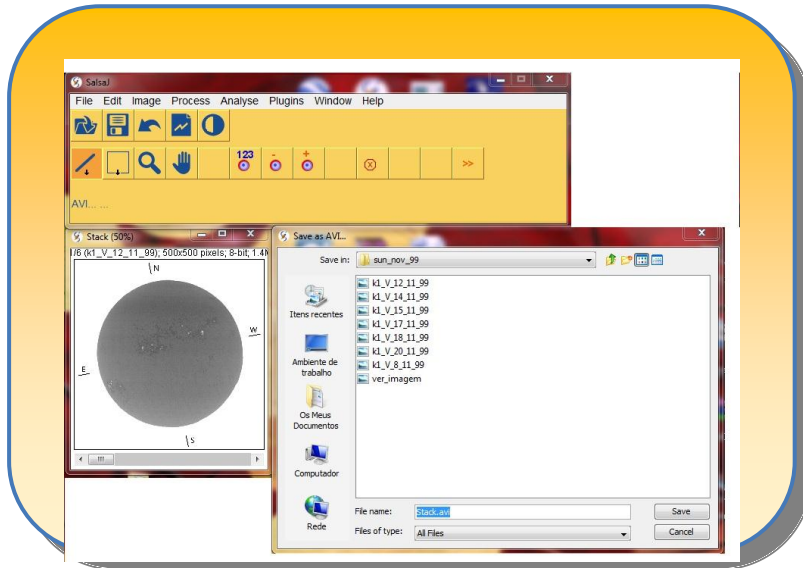 SalsaJ
File Edit Image Process Analyse Plugins Window Help
123
- +
>>
AVI... ...
Stack (50%)
1/6 (k1_V_12_11_99); 500x500 pixels; 8-bit; 1.4
N
W
E
S
Save as AVI...
Save in: sun_nov_99
Itens recentes
Ambiente de
trabalho
Os Meus
Documentos
Computador
Rede
k1_V_12_11_99
k1_V_14_11_99
k1_V_15_11_99
k1_V_17_11_99
k1_V_18_11_99
k1_V_20_11_99
k1_V_8_11_99
ver_imagem
File name: Stack.avi Save
Files of type: All Files Cancel